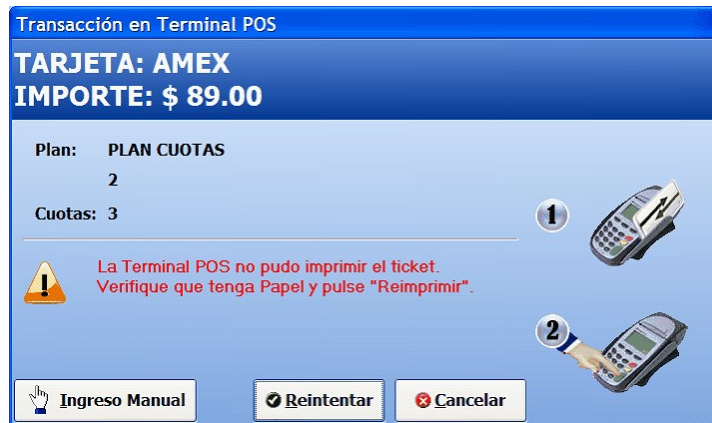 Transacción en Terminal POS
TARJETA: AMEX
IMPORTE: $ 89.00
Plan: PLAN CUOTAS
2
Cuotas: 3
1
La Terminal POS no pudo imprimir el ticket.
Verifique que tenga Papel y pulse "Reimprimir".
2
Ingreso Manual
Reintentar
Cancelar